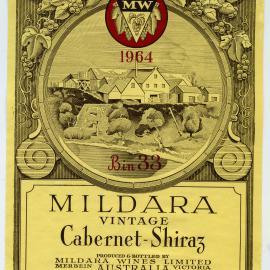 MW
1964
Bin 33
MILDARA
VINTAGE
Cabernet-Shiraz
PRODUCED & BOTTLED BY
MILDARA WINES LIMITED
MERBEIN AUSTRALIA VICTORIA